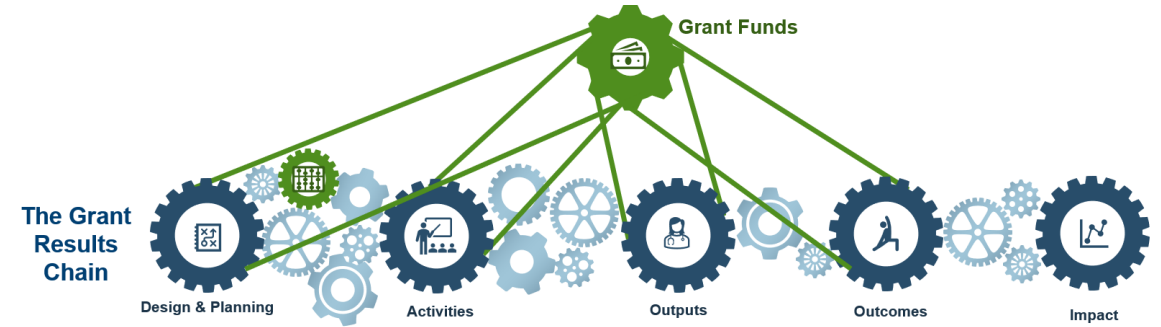 Grant Funds
The Grant
Results
Chain
Design & Planning
Activities
Outputs
Outcomes
Impact